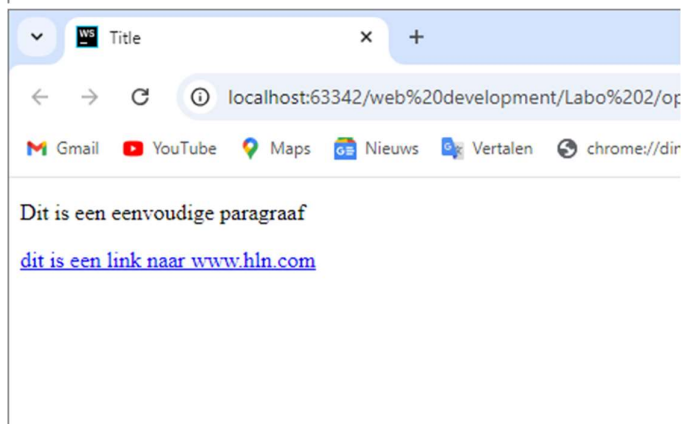 WS Title
localhost:63342/web%20development/Labo%202/op
Gmail YouTube Maps GE Nieuws Vertalen chrome://dir
Dit is een eenvoudige paragraaf
dit is een link naar www.hln.com